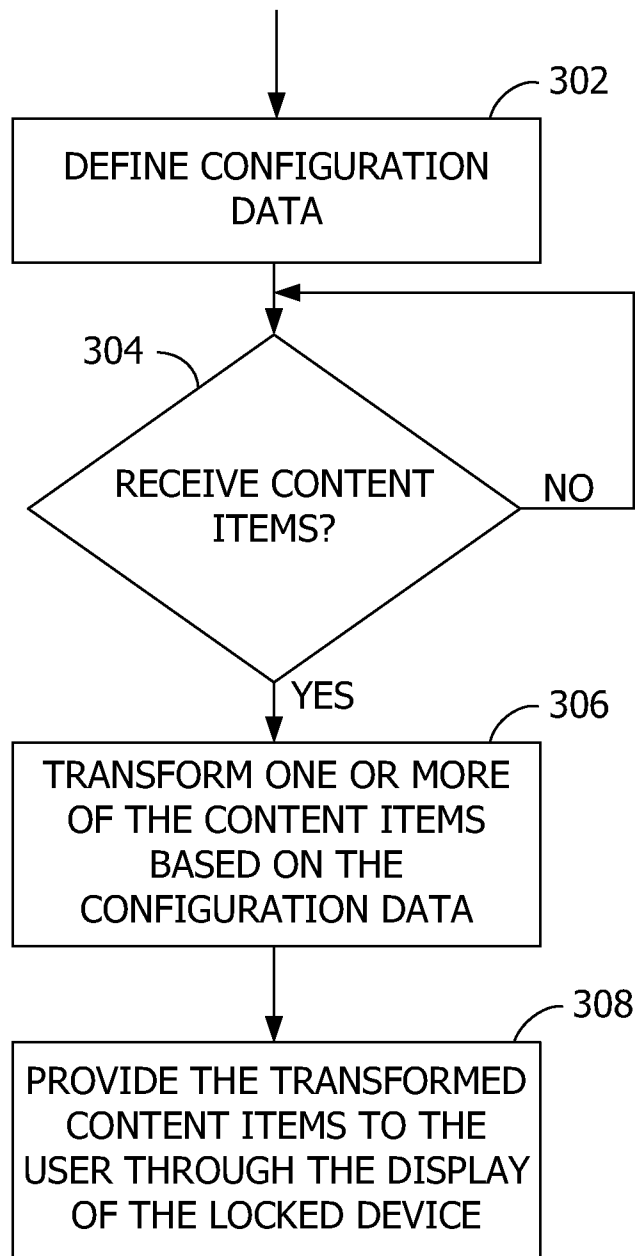 302
DEFINE CONFIGURATION
DATA
304
RECEIVE CONTENT
ITEMS?
NO
YES
306
TRANSFORM ONE OR MORE
OF THE CONTENT ITEMS
BASED ON THE
CONFIGURATION DATA
308
PROVIDE THE TRANSFORMED
CONTENT ITEMS TO THE
USER THROUGH THE DISPLAY
OF THE LOCKED DEVICE